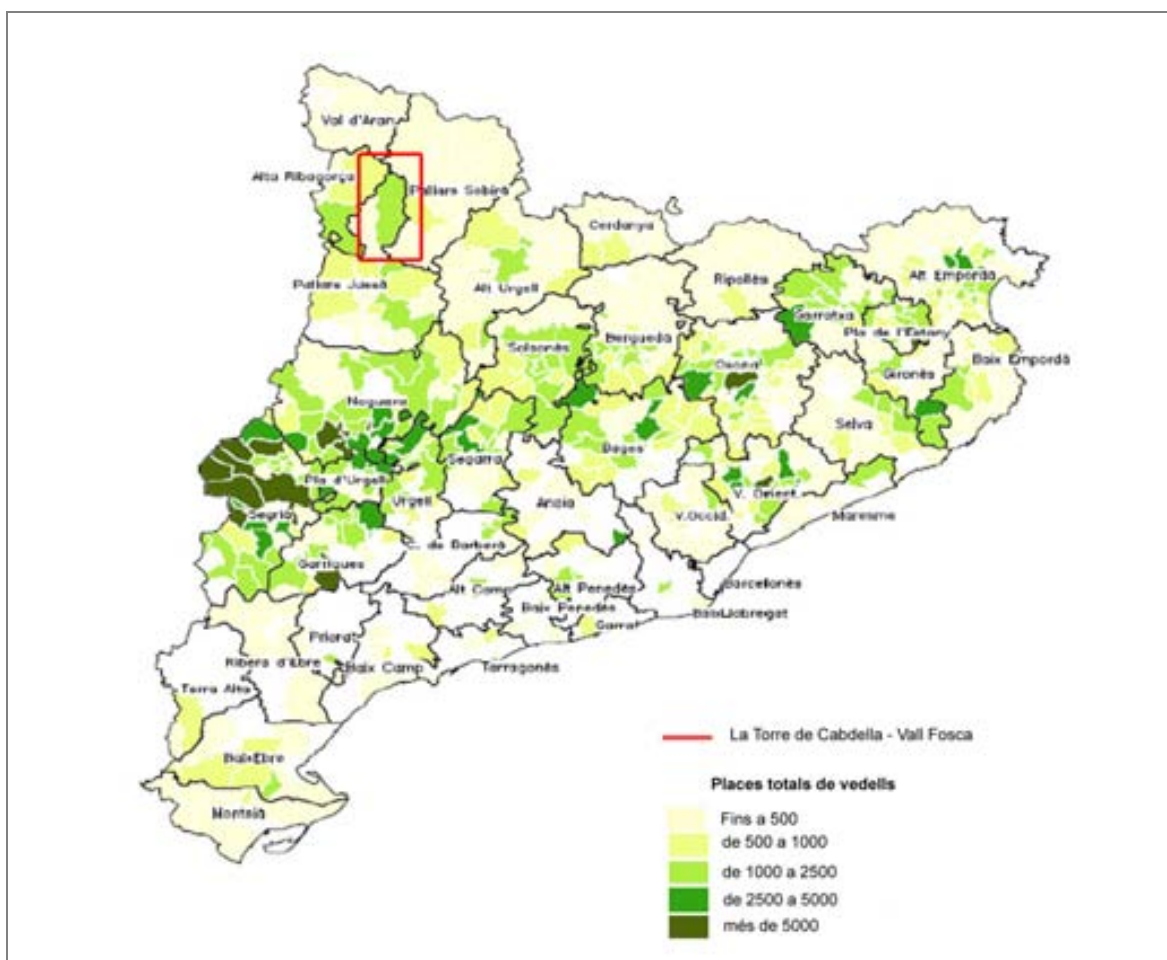 Val d'Aran
Alta Ribagorça
Pallars Sobirà
Cerdanya
Pallars Jussà
Alt Urgell
Ripollès
Alt Empordà
Garrotxa
Pla de l'Estany
Solsonès
Berguedà
Osona
Gironès
Baix Empordà
Noguera
Selva
Segarra
Bages
Pla d'Urgell
Urgell
Anoia
V. Orient.
Segrià
V. Occid.
Maresme
Garrigues
C. de Barberà
Alt Camp
Alt Penedès
Barcelonès
Baix Penedès
BaixLlobregat
Garraf
Priorat
Ribera d'Ebre
Baix Camp
Tarragonès
Terra Alta
BaixEbre
Montsià
La Torre de Cabdella - Vall Fosca
Places totals de vedells
Fins a 500
de 500 a 1000
de 1000 a 2500
de 2500 a 5000
més de 5000